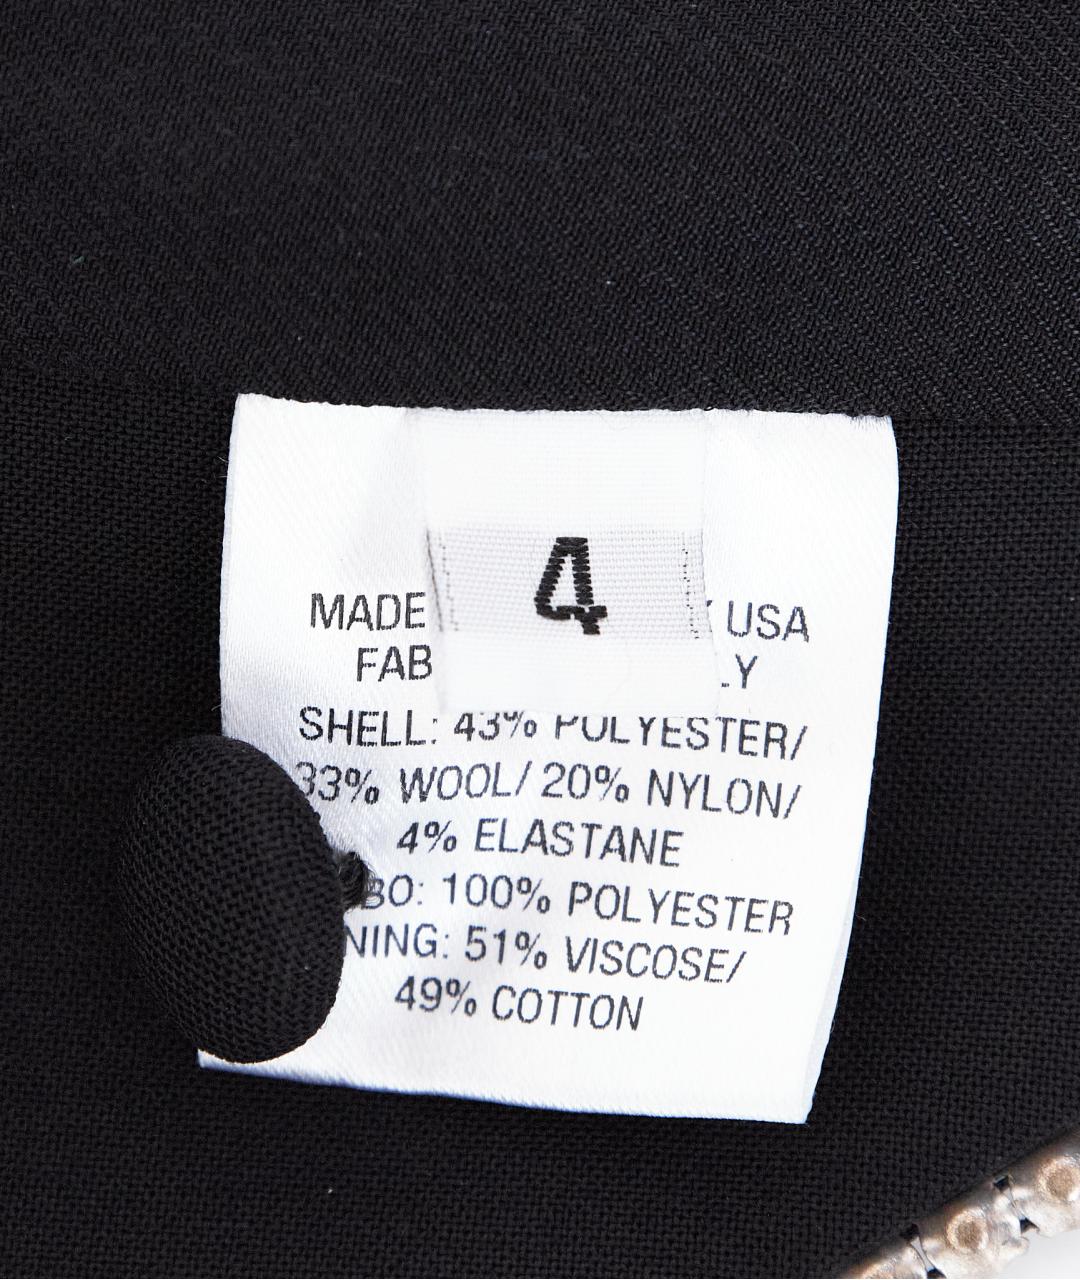 4
MADE USA
FAB LY
SHELL: 43% POLYESTER/
33% WOOL/ 20% NYLON/
4% ELASTANE
BO: 100% POLYESTER
NING: 51% VISCOSE/
49% COTTON